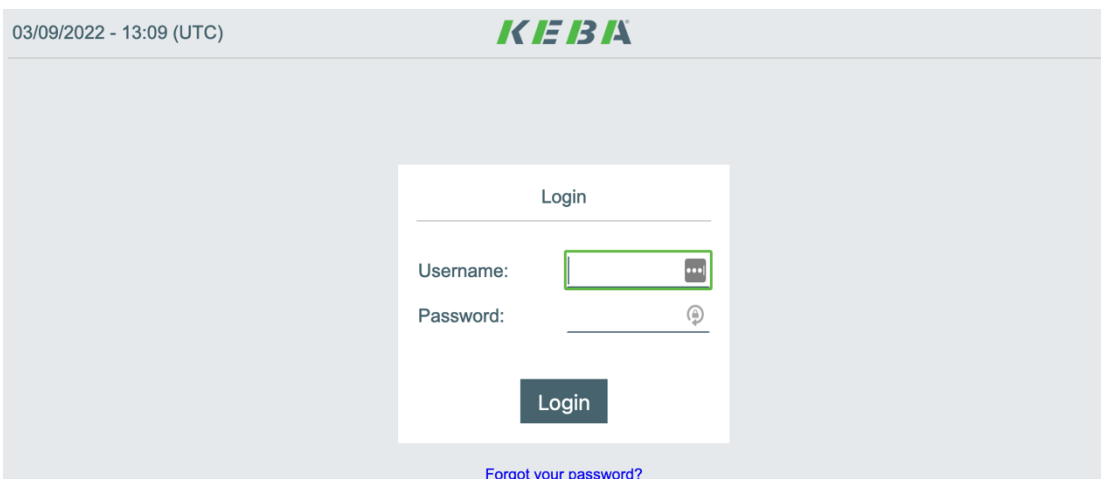 03/09/2022 - 13:09 (UTC)
KEBA
Login
Username:
Password:
Login
Forgot your password?